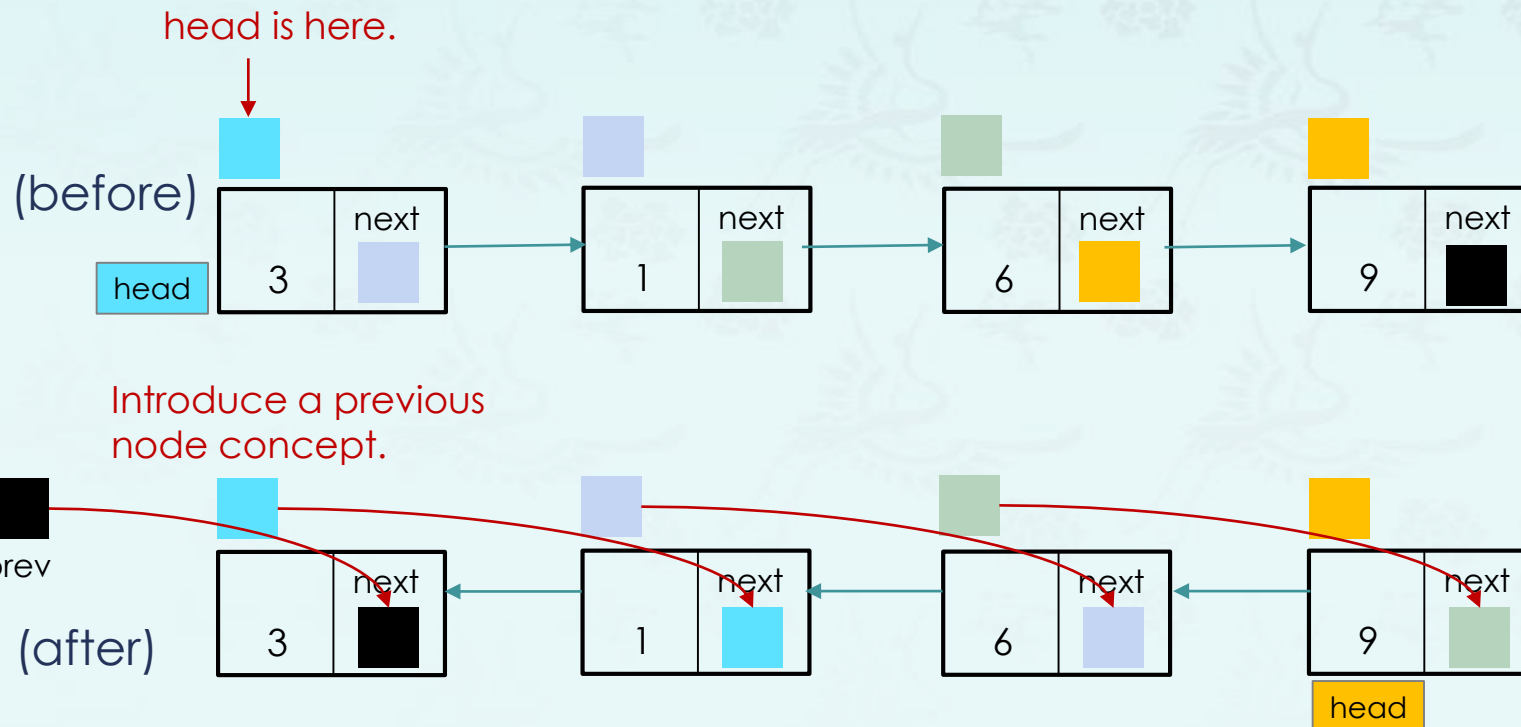 head is here.
(before)
next
next
next
next
head
3
1
6
9
Introduce a previous
node concept.
prev
next
next
next
next
(after)
3
1
6
9
head